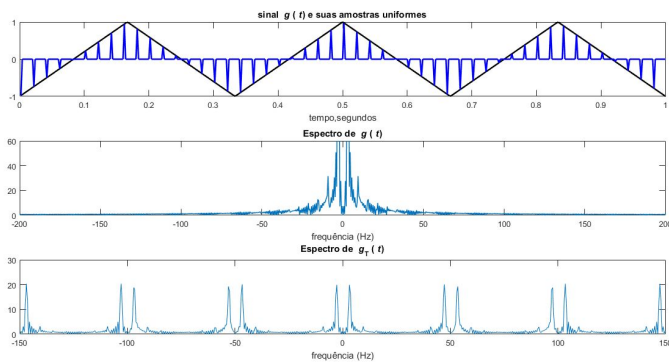 sinal g ( t) e suas amostras uniformes
1
0
-1
0 0.1 0.2 0.3 0.4 0.5 0.6 0.7 0.8 0.9 1
tempo,segundos
Espectro de g ( t)
60
40
20
0
-200 -150 -100 -50 0 50 100 150 200
frequência (Hz)
Espectro de gT ( t)
30
20
10
0
-150 -100 -50 0 50 100 150
frequência (Hz)